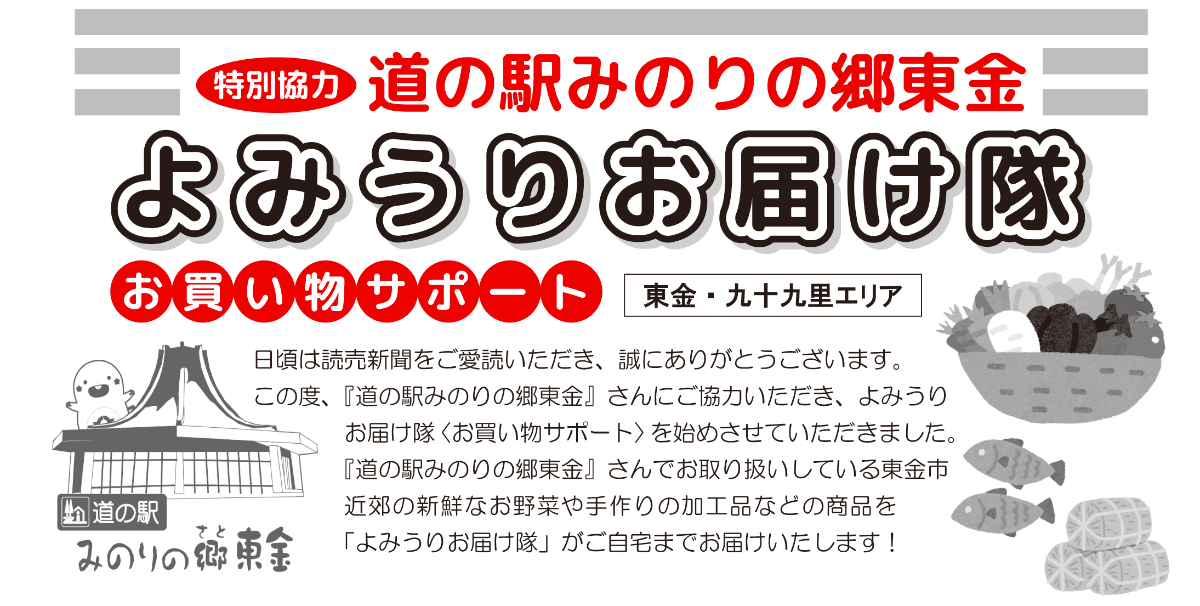 特別協力 道の駅みのりの郷東金
よみうりお届け隊
お買い物サポート
東金・九十九里エリア
日頃は読売新聞をご愛読いただき、誠にありがとうございます。
この度、『道の駅みのりの郷東金』さんにご協力いただき、よみうり
お届け隊〈お買い物サポート〉を始めさせていただきました。
『道の駅みのりの郷東金』さんでお取り扱いしている東金市
近郊の新鮮なお野菜や手作りの加工品などの商品を
「よみうりお届け隊」がご自宅までお届けいたします！
道の駅
さと
みのりの郷東金